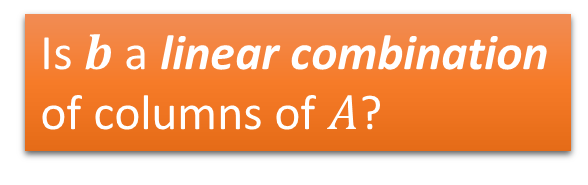 Is b a linear combination
of columns of A?